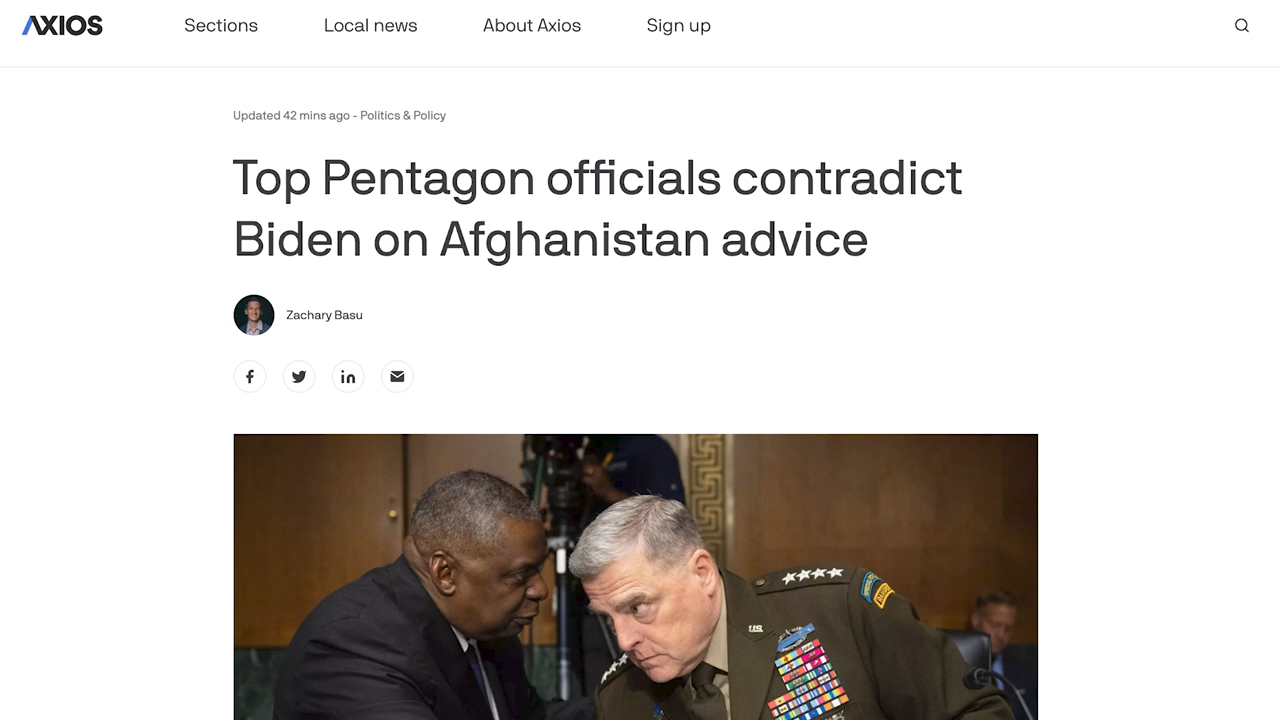 AXIOS
Sections
Local news
About Axios
Sign up
Updated 42 mins ago - Politics & Policy
Top Pentagon officials contradict
Biden on Afghanistan advice
Zachary Basu
U.S.
RANGER